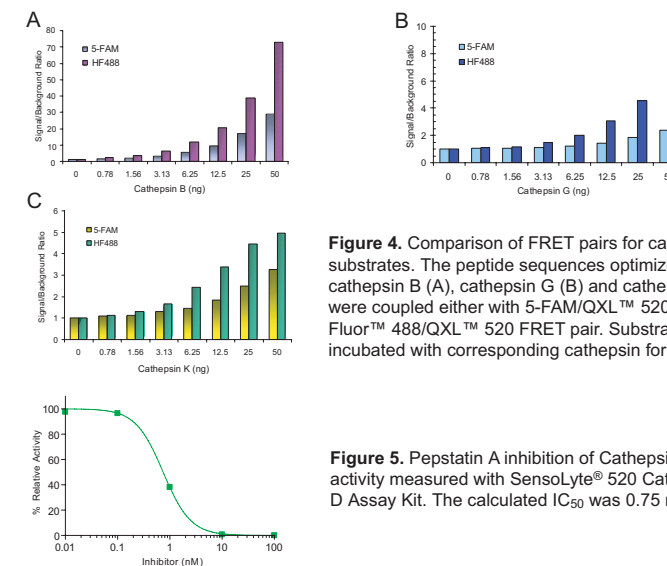 A
80
70
60
50
40
30
20
10
0
Signal/Background Ratio
5-FAM
HF488
0 0.78 1.56 3.13 6.25 12.5 25 50
Cathepsin B (ng)
B
10
8
6
4
2
0
Signal/Background Ratio
5-FAM
HF488
0 0.78 1.56 3.13 6.25 12.5 25 5
Cathepsin G (ng)
C
6
5
4
3
2
1
0
Signal/Background Ratio
5-FAM
HF488
0 0.78 1.56 3.13 6.25 12.5 25 50
Cathepsin K (ng)
Figure 4. Comparison of FRET pairs for ca
substrates. The peptide sequences optimize
cathepsin B (A), cathepsin G (B) and cathe
were coupled either with 5-FAM/QXL™ 520
Fluor™ 488/QXL™ 520 FRET pair. Substra
incubated with corresponding cathepsin for
100
80
60
40
20
0
% Relative Activity
0.01 0.1 1 10 100
Inhibitor (nM)
Figure 5. Pepstatin A inhibition of Cathepsi
activity measured with SensoLyte® 520 Cat
D Assay Kit. The calculated IC50 was 0.75 n